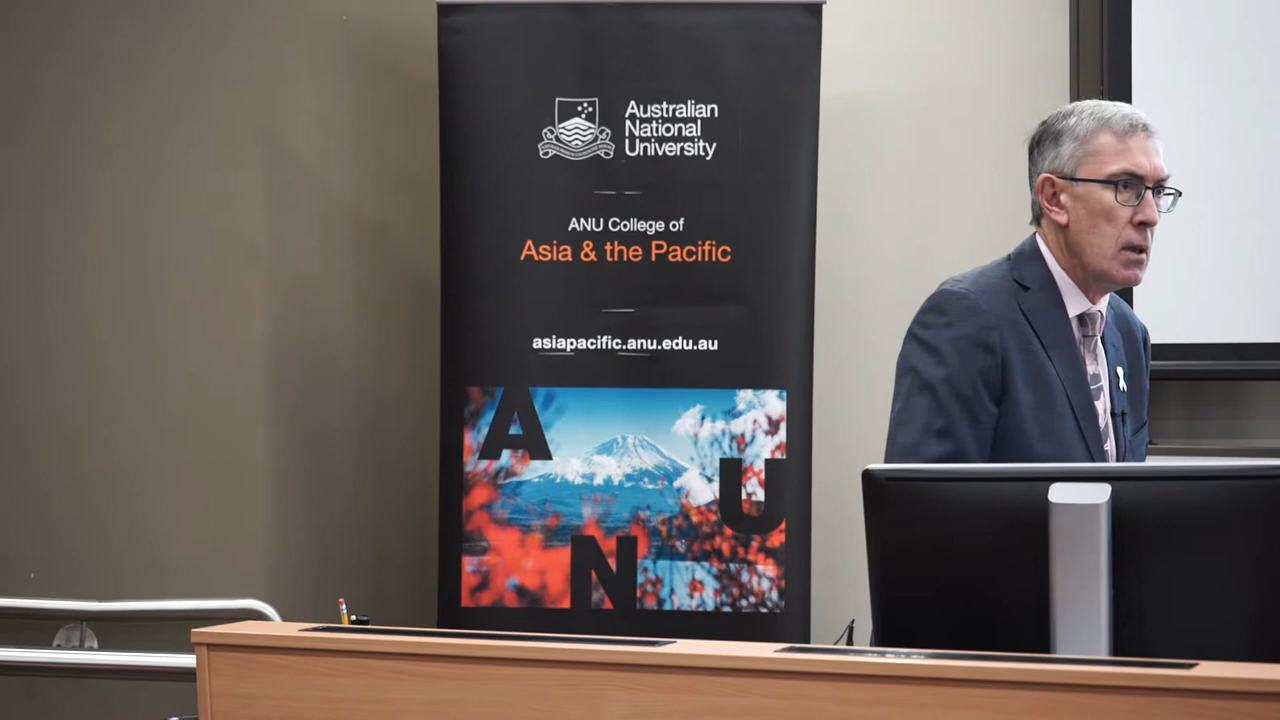 Australian
National
University
ANU College of
Asia & the Pacific
asiapacific.anu.edu.au
A
U
N